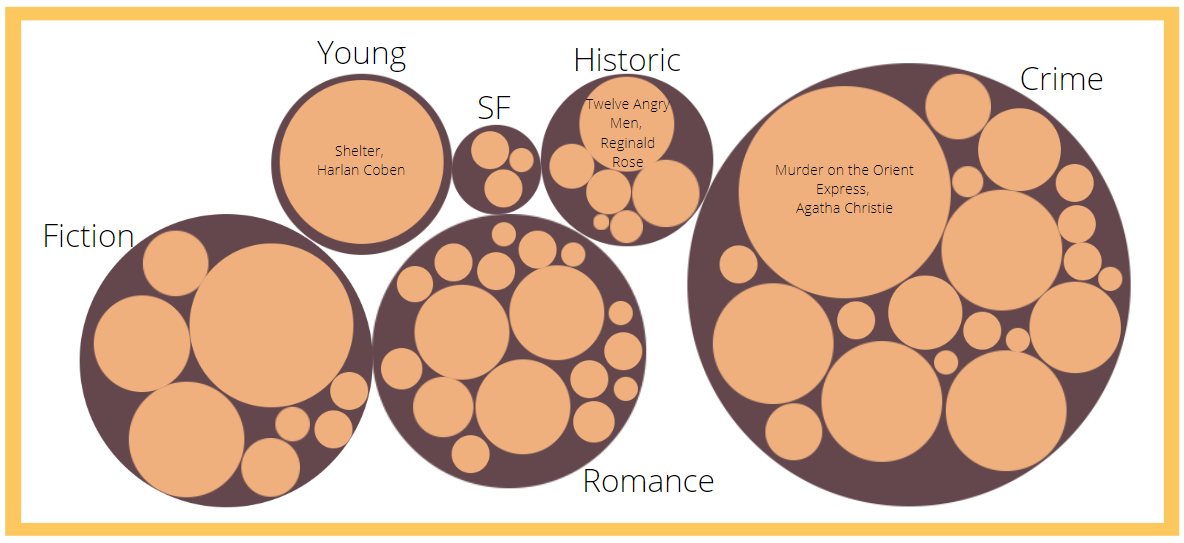 Young
Historic
Crime
SF
Twelve Angry
Men,
Reginald
Rose
Shelter,
Harlan Coben
Murder on the Orient
Express,
Agatha Christie
Fiction
Romance